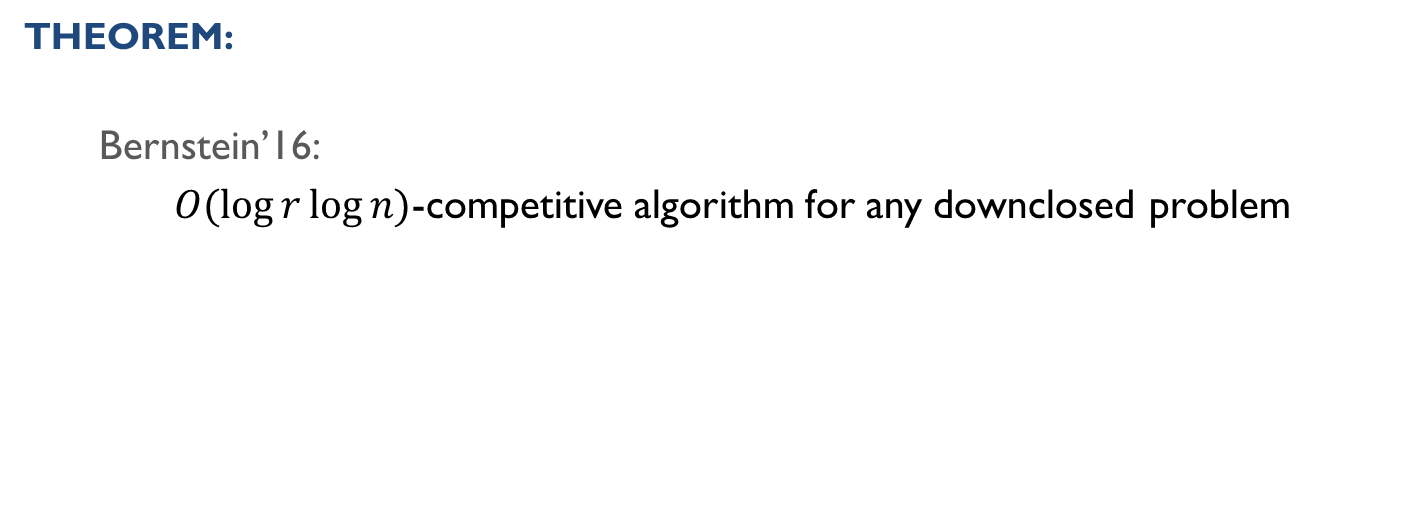 THEOREM:
Bernstein’16:
O(log r log n)-competitive algorithm for any downclosed problem